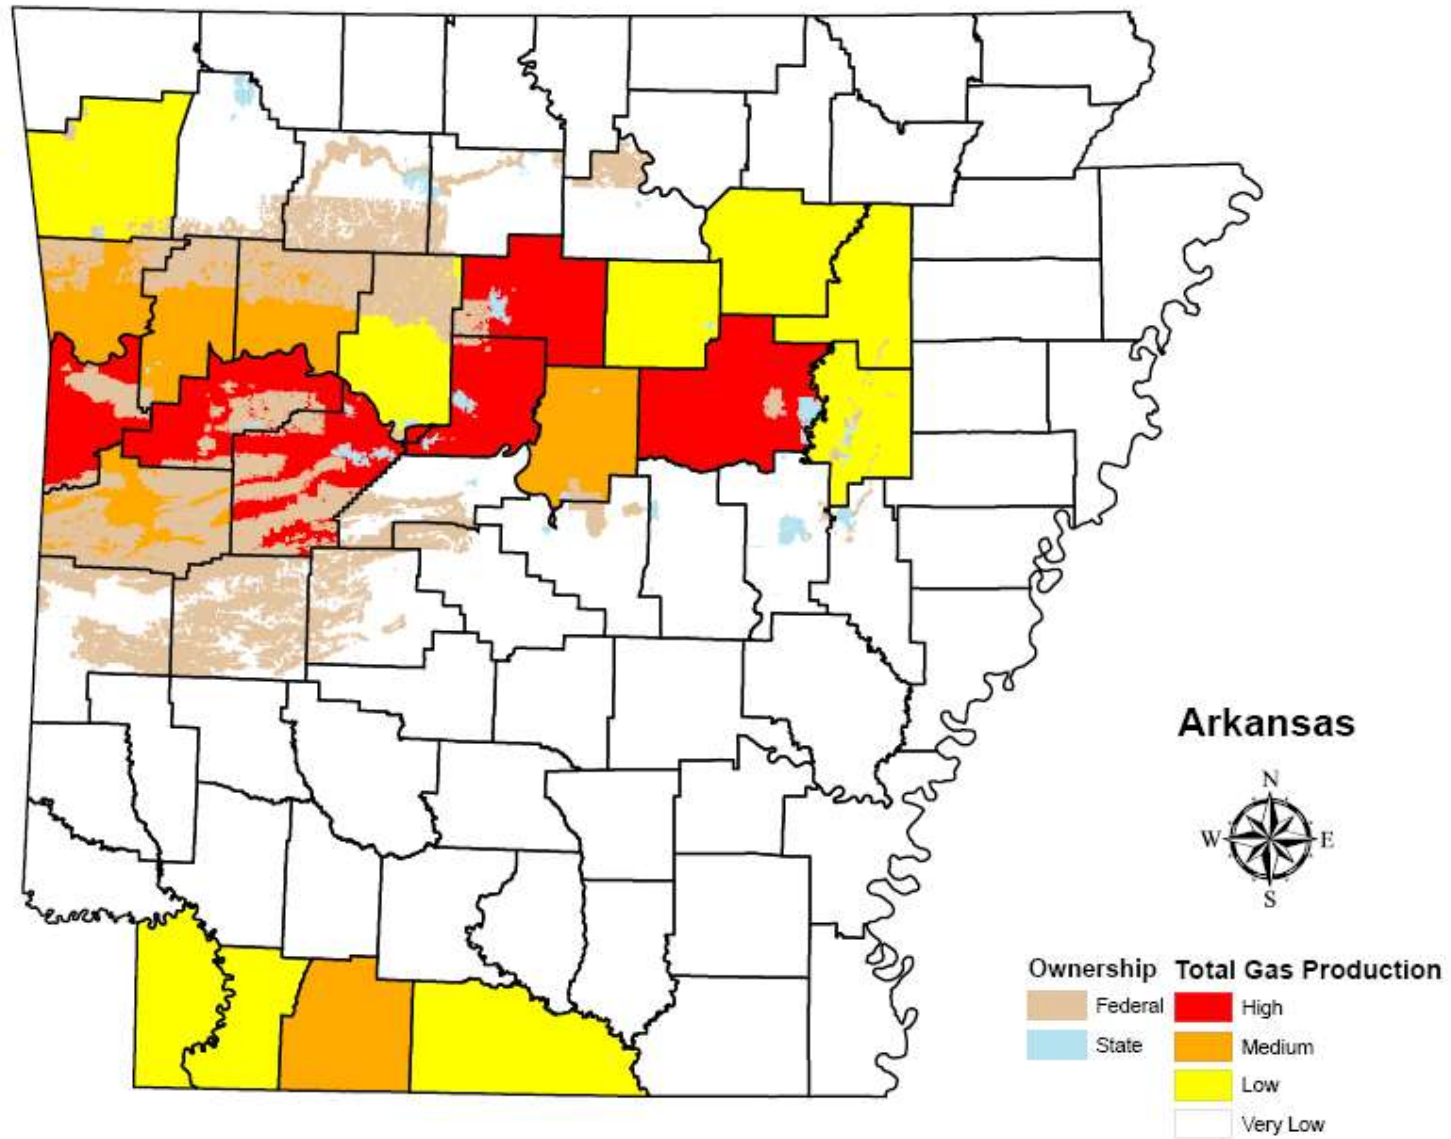 Arkansas
N
W E
S
Ownership Total Gas Production
Federal High
State Medium
Low
Very Low